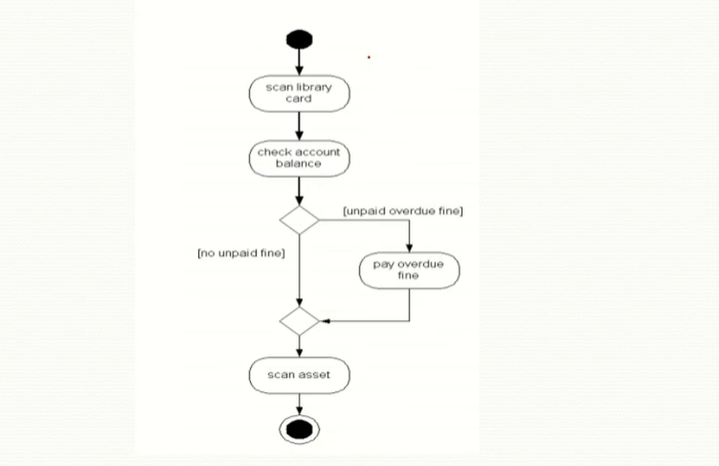 scan library
card
check account
balance
[unpaid overdue fine]
[no unpaid fine]
pay overdue
fine
scan asset